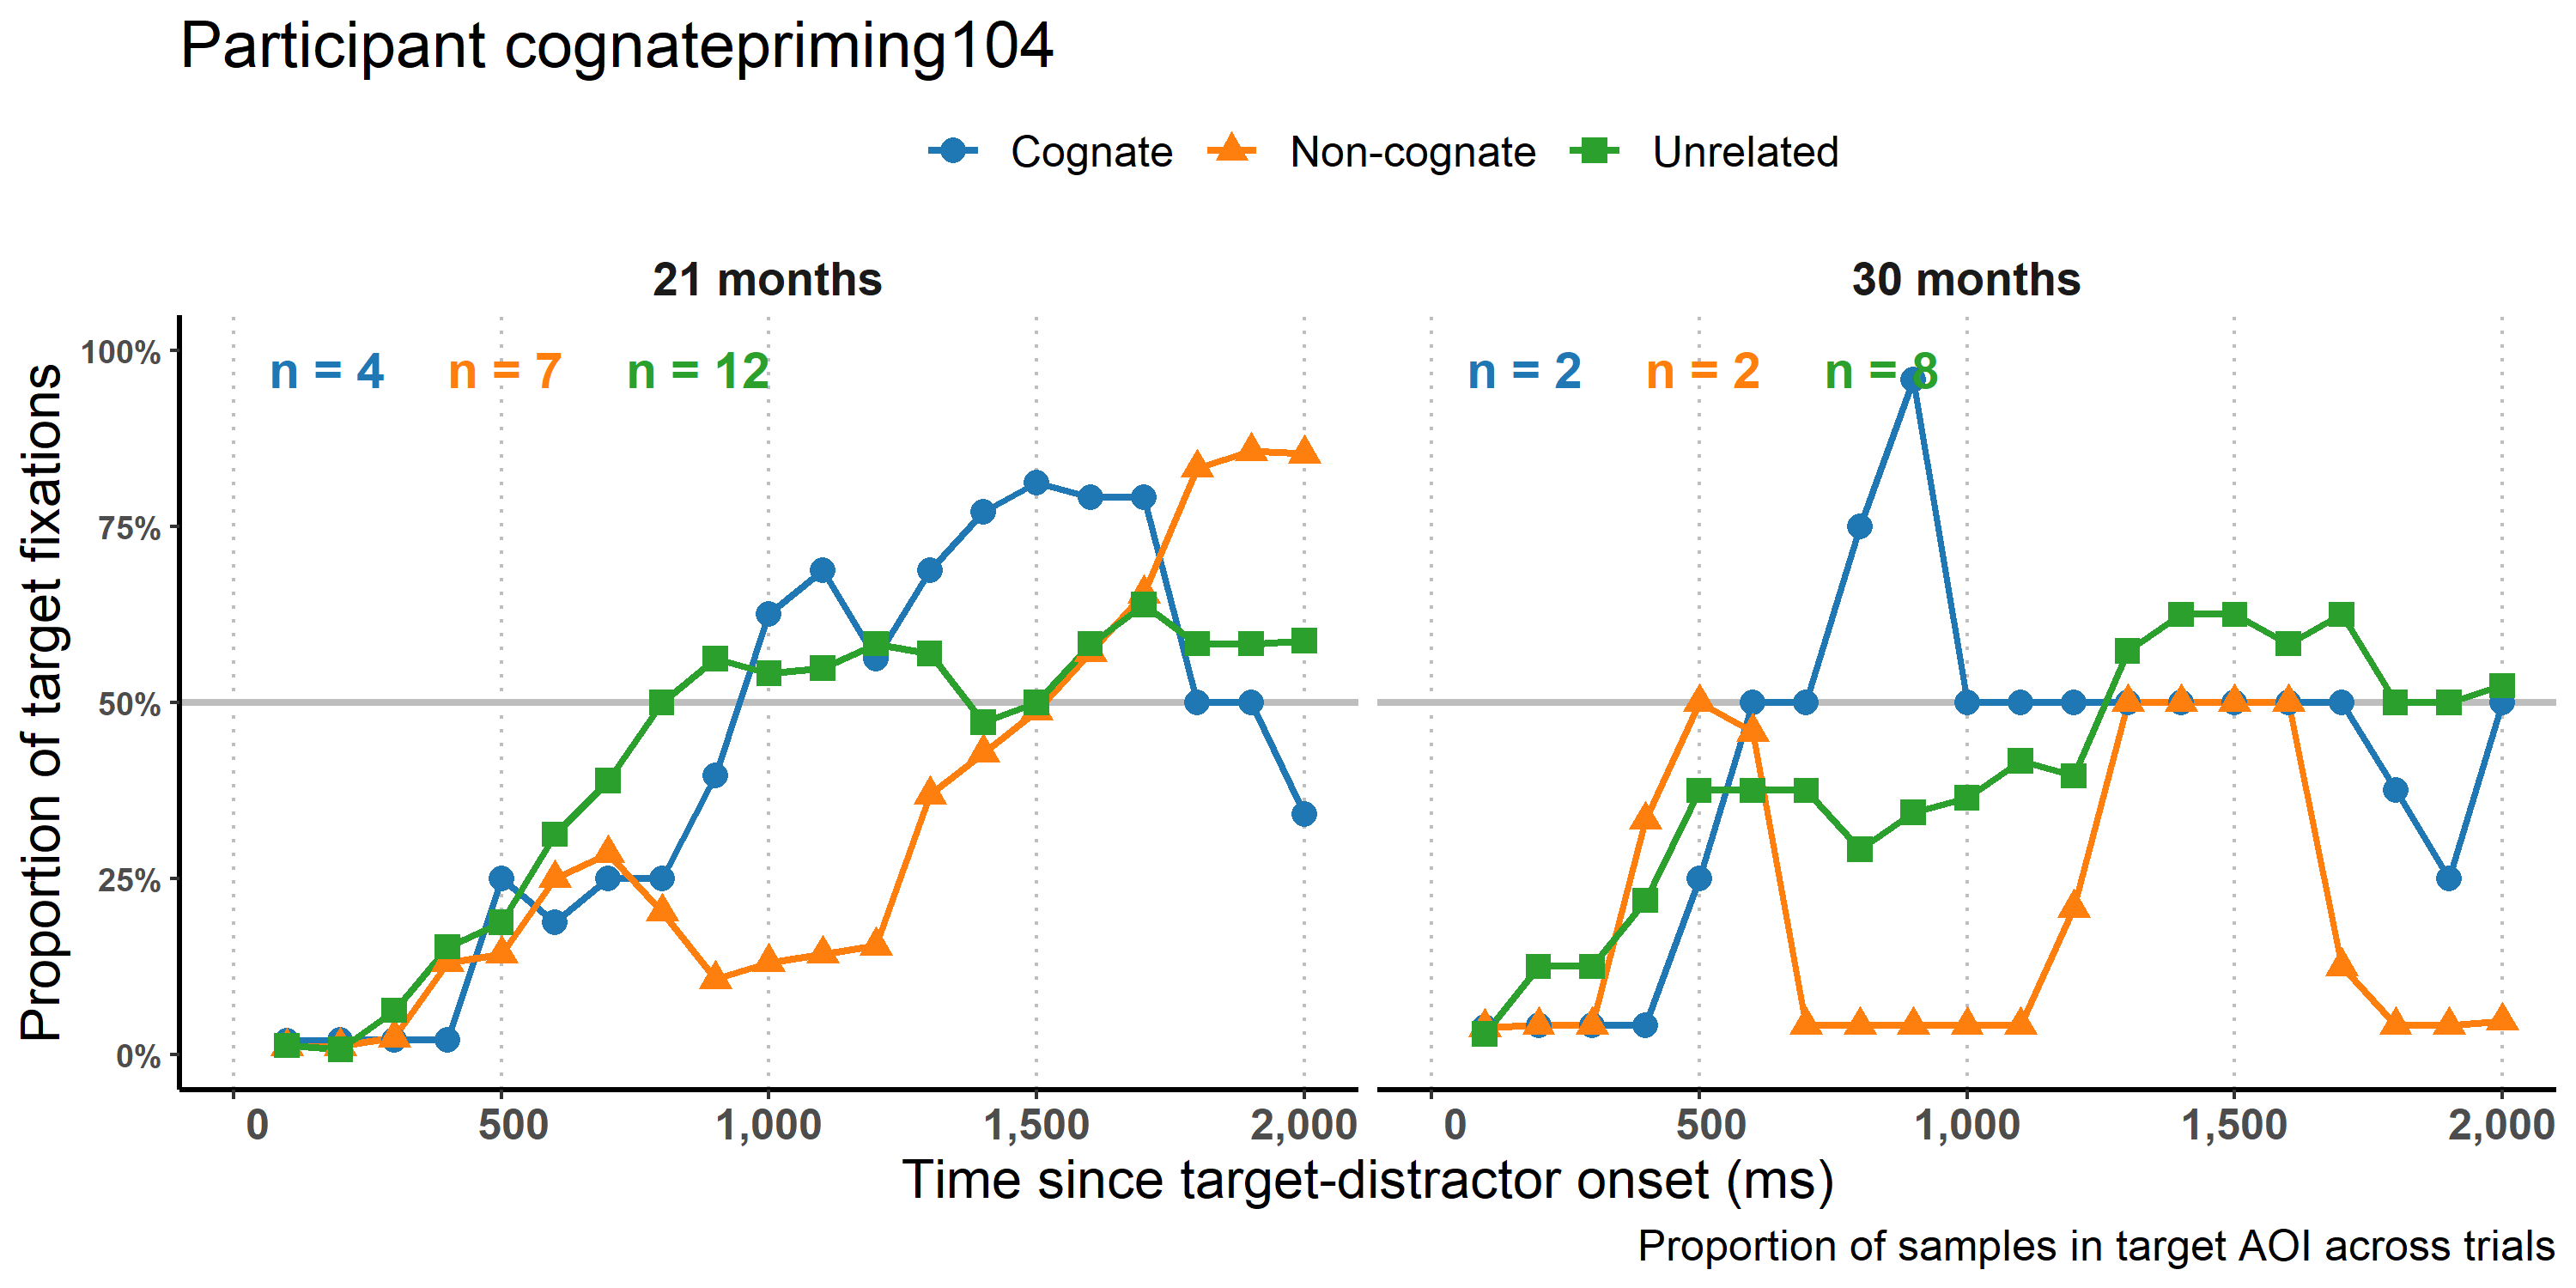 Participant cognatepriming104
Cognate Non-cognate Unrelated
21 months
30 months
n = 4 n = 7 n = 12
n = 2 n = 2 n = 8
Proportion of target fixations
100%
75%
50%
25%
0%
0 500 1,000 1,500 2,000
0 500 1,000 1,500 2,000
Time since target-distractor onset (ms)
Proportion of samples in target AOI across trials